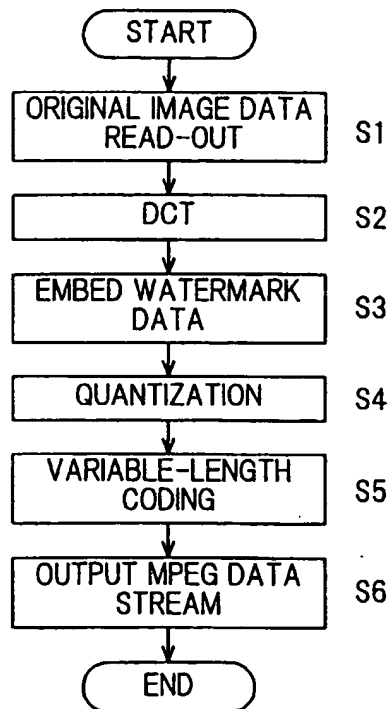 START
ORIGINAL IMAGE DATA
READ-OUT
S1
DCT
S2
EMBED WATERMARK
DATA
S3
QUANTIZATION
S4
VARIABLE-LENGTH
CODING
S5
OUTPUT MPEG DATA
STREAM
S6
END